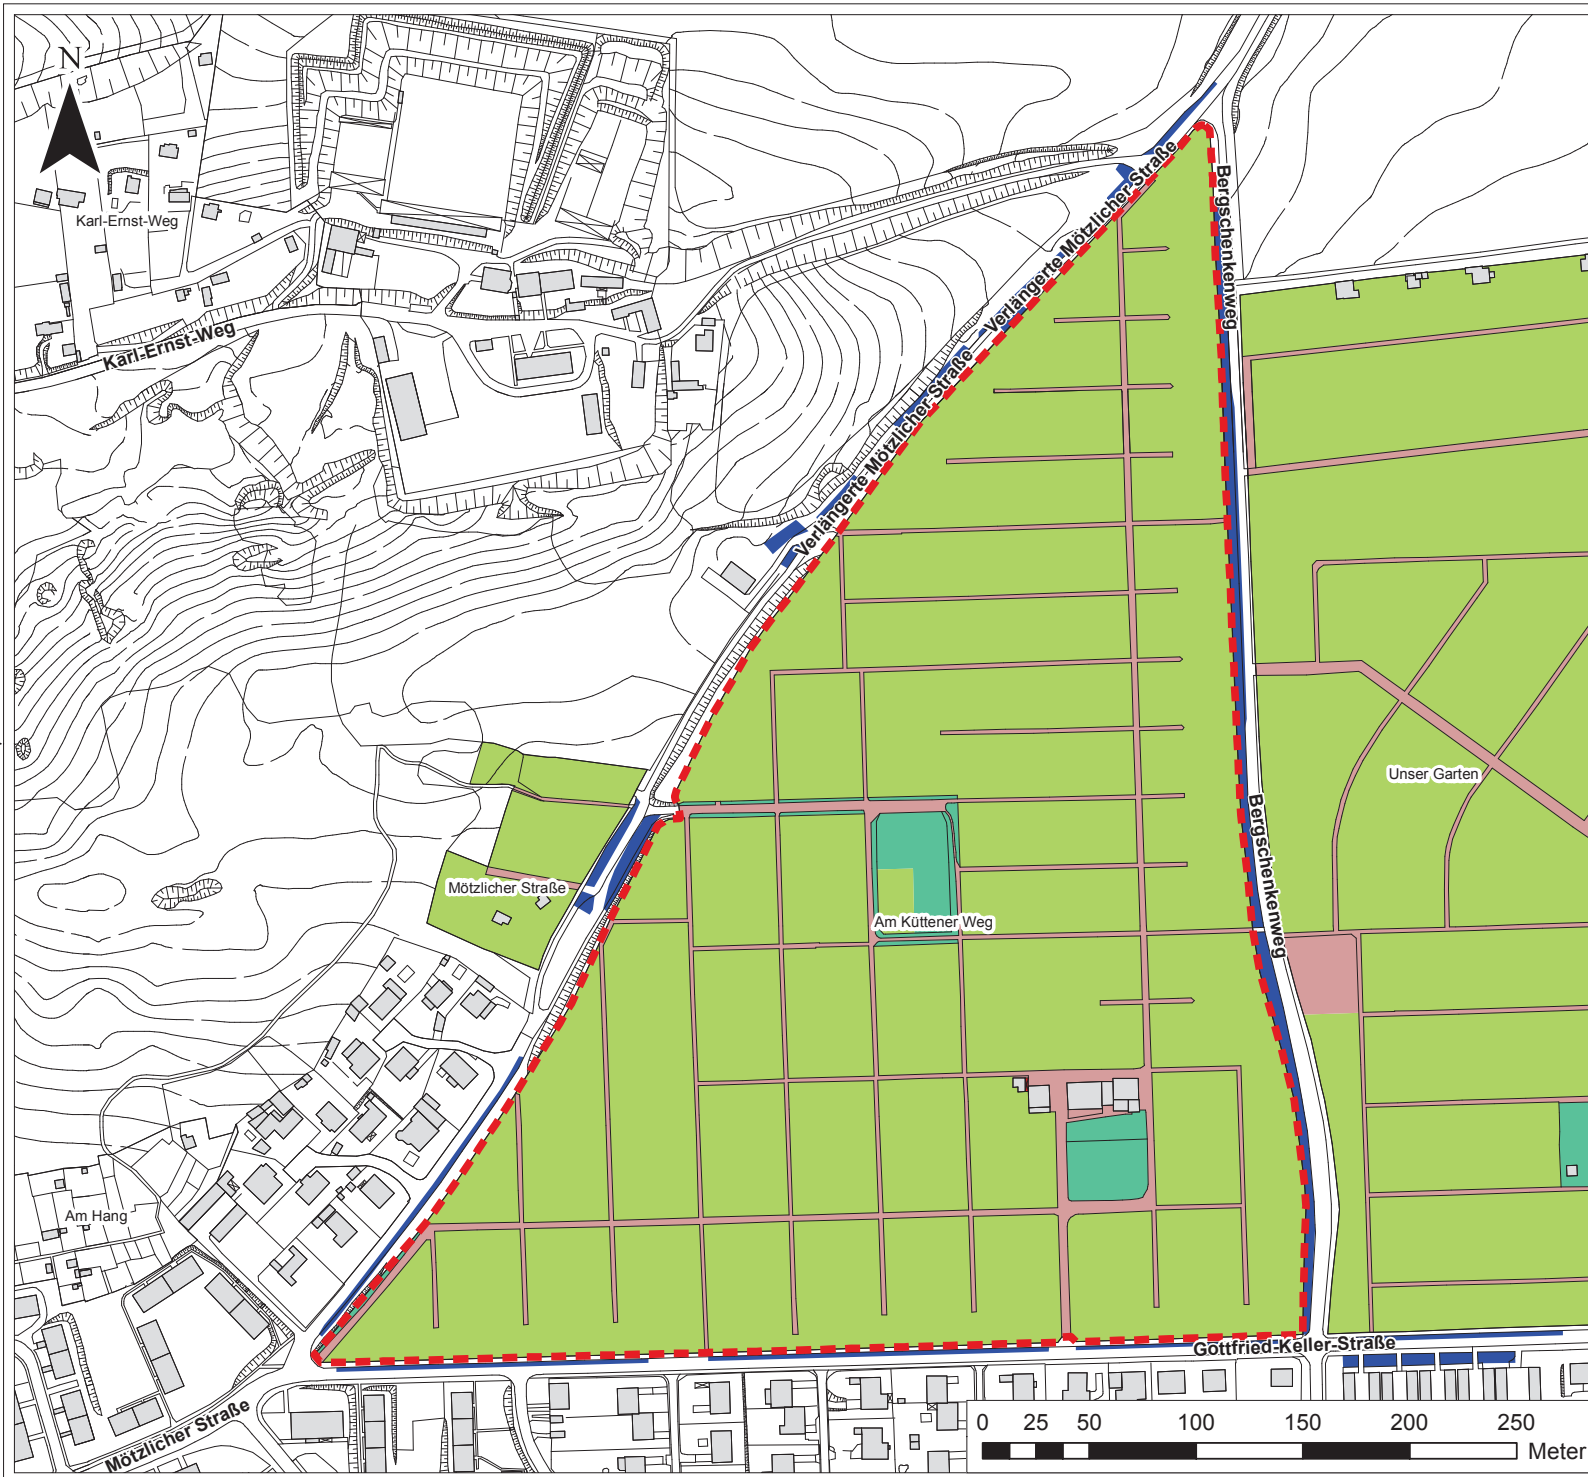 N
Karl-Ernst-Weg
Karl-Ernst-Weg
Verlängerte Mötzlicher Straße
Verlängerte Mötzlicher Straße
Verlängerte Mötzlicher Straße
Bergschenkenweg
Unser Garten
Bergschenkenweg
Mötzlicher Straße
Am Küttener Weg
Am Hang
Gottfried-Keller-Straße
Mötzlicher Straße
0 25 50 100 150 200 250
Meter